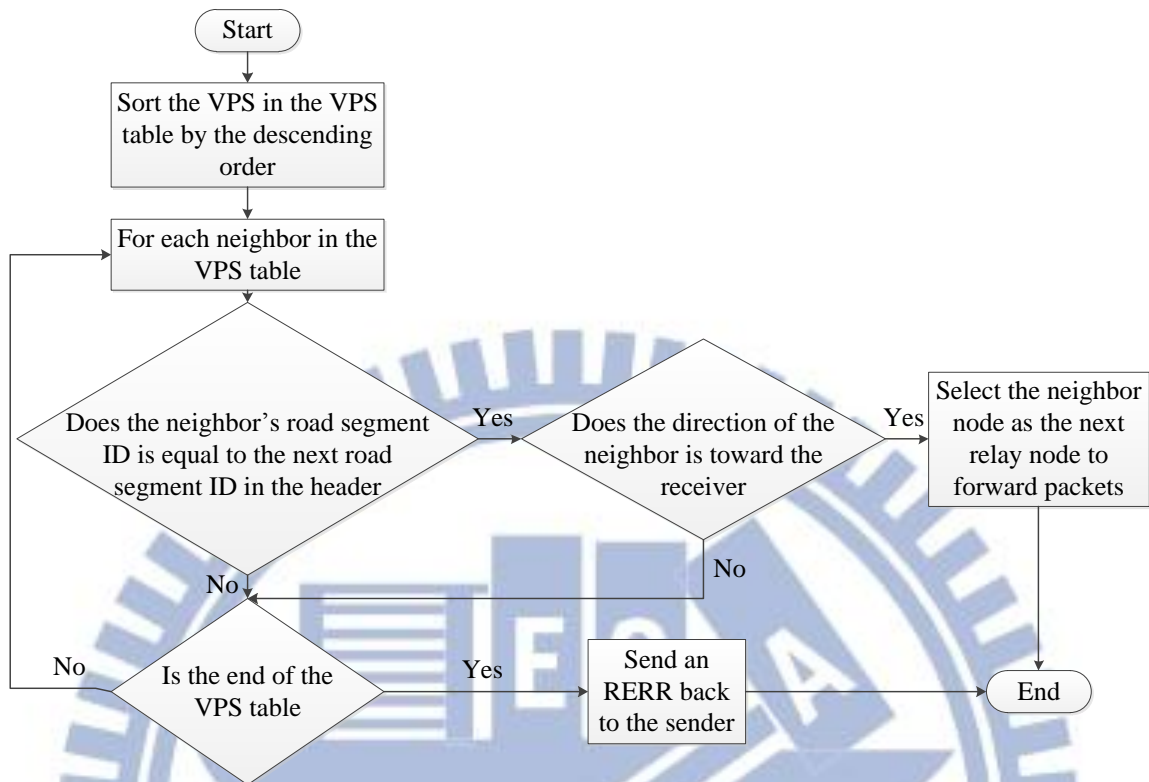 Start
Sort the VPS in the VPS
table by the descending
order
For each neighbor in the
VPS table
Does the neighbor's road segment
ID is equal to the next road
segment ID in the header
Yes
Does the direction of the
neighbor is toward the
receiver
Yes
Select the neighbor
node as the next
relay node to
forward packets
No
No
Is the end of the
VPS table
No
Yes
Send an
RERR back
to the sender
End